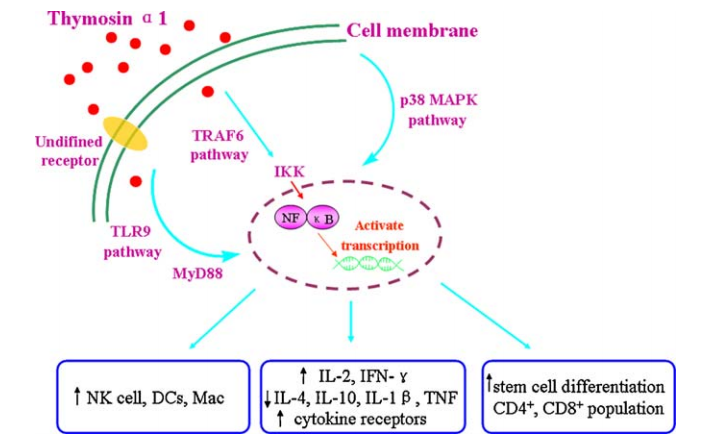 Thymosin α1
Cell membrane
p38 MAPK
pathway
Undifined
receptor
TRAF6
pathway
IKK
NF κ B
Activate
transcription
TLR9
pathway
MyD88
↑ NK cell, DCs, Mac
↑ IL-2, IFN-γ
↓IL-4, IL-10, IL-1β, TNF
↑ cytokine receptors
↑stem cell differentiation
CD4⁺, CD8⁺ population